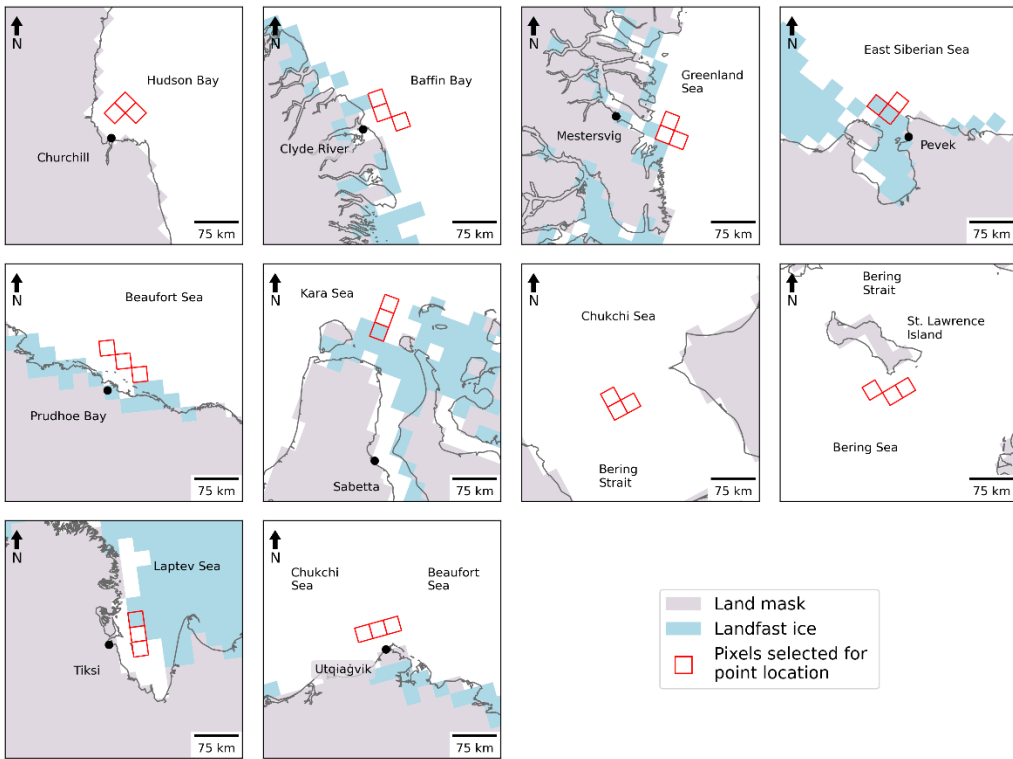 N
Hudson Bay
Churchill
75 km
N
Baffin Bay
Clyde River
75 km
N
Greenland
Sea
Mestersvig
75 km
N
East Siberian Sea
Pevek
75 km
N
Beaufort Sea
Prudhoe Bay
75 km
N
Kara Sea
Sabetta
75 km
N
Chukchi Sea
Bering
Strait
75 km
N
Bering
Strait
St. Lawrence
Island
Bering Sea
75 km
N
Laptev Sea
Tiksi
75 km
N
Chukchi
Sea
Beaufort
Sea
Utqiaġvik
75 km
Land mask
Landfast ice
Pixels selected for
point location